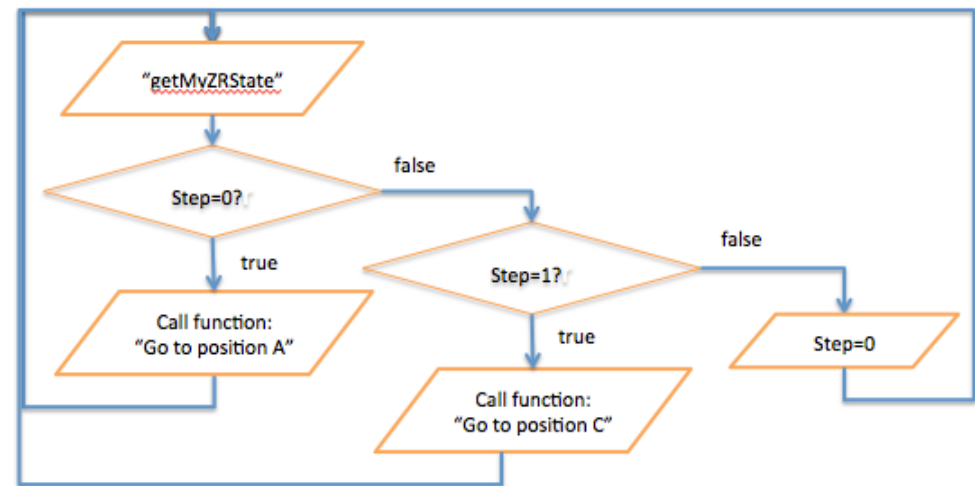 “getMyZRState”
false
Step=0?
false
true
Step=1?
Call function:
“Go to position A”
true
Step=0
Call function:
“Go to position C”